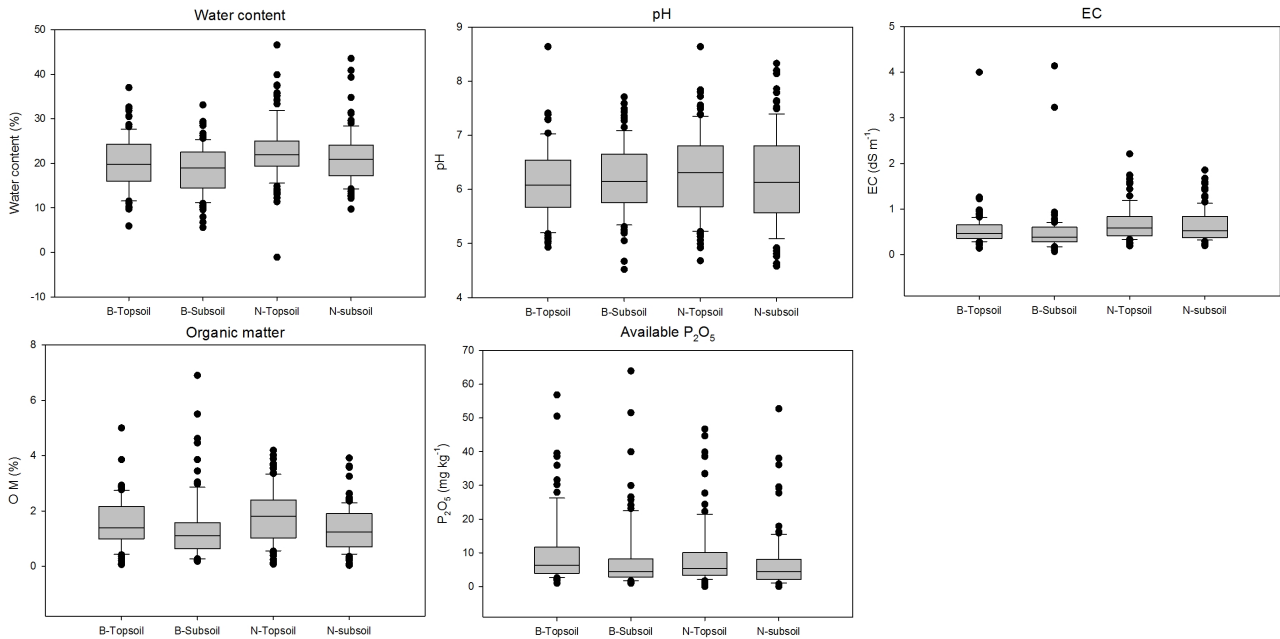 Water content
Water content (%)
50
40
30
20
10
0
-10
B-Topsoil B-Subsoil N-Topsoil N-subsoil
pH
pH
9
8
7
6
5
4
B-Topsoil B-Subsoil N-Topsoil N-subsoil
EC
EC (dS m⁻¹)
5
4
3
2
1
0
B-Topsoil B-Subsoil N-Topsoil N-subsoil
Organic matter
O M (%)
8
6
4
2
0
B-Topsoil B-Subsoil N-Topsoil N-subsoil
Available P₂O₅
P₂O₅ (mg kg⁻¹)
70
60
50
40
30
20
10
0
B-Topsoil B-Subsoil N-Topsoil N-subsoil